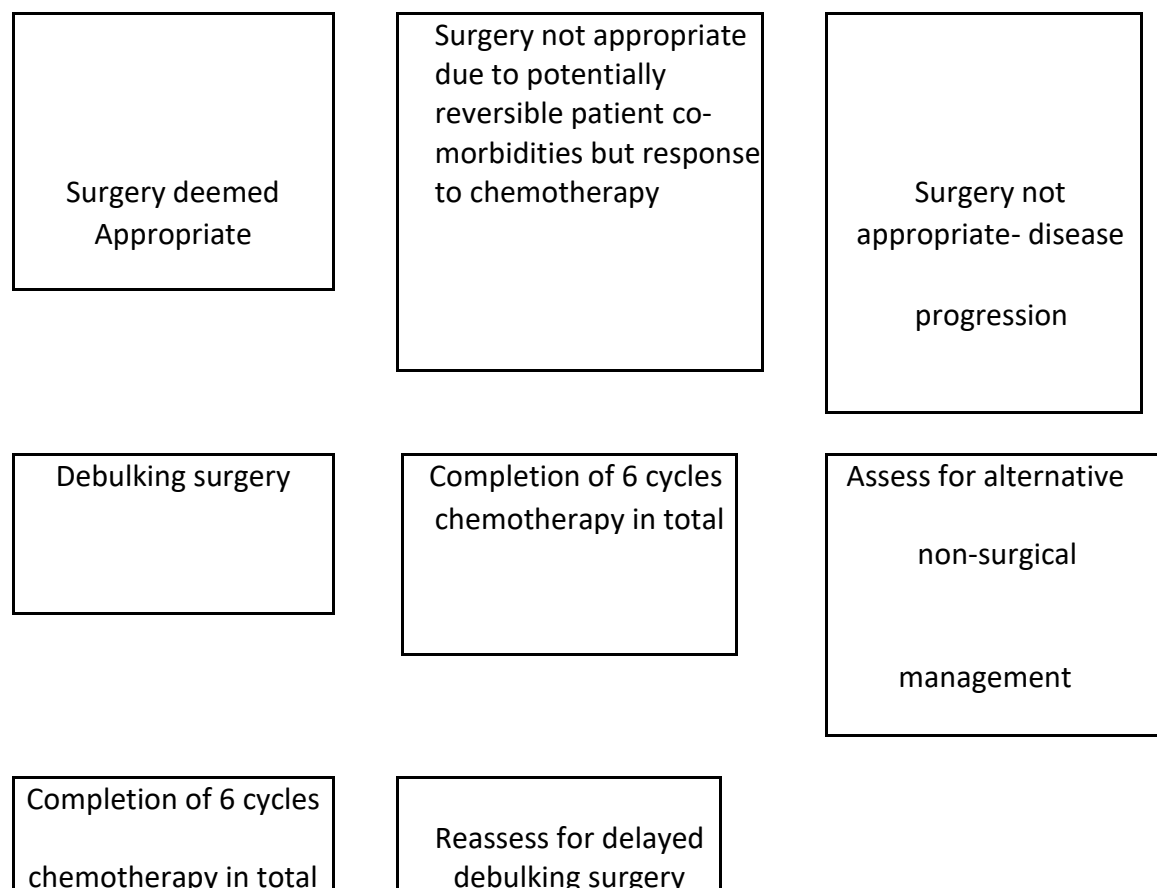 Surgery deemed
Appropriate
Surgery not appropriate
due to potentially
reversible patient co-
morbidities but response
to chemotherapy
Surgery not
appropriate- disease
progression
Debulking surgery
Completion of 6 cycles
chemotherapy in total
Assess for alternative
non-surgical
management
Completion of 6 cycles
chemotherapy in total
Reassess for delayed
debulking surgery